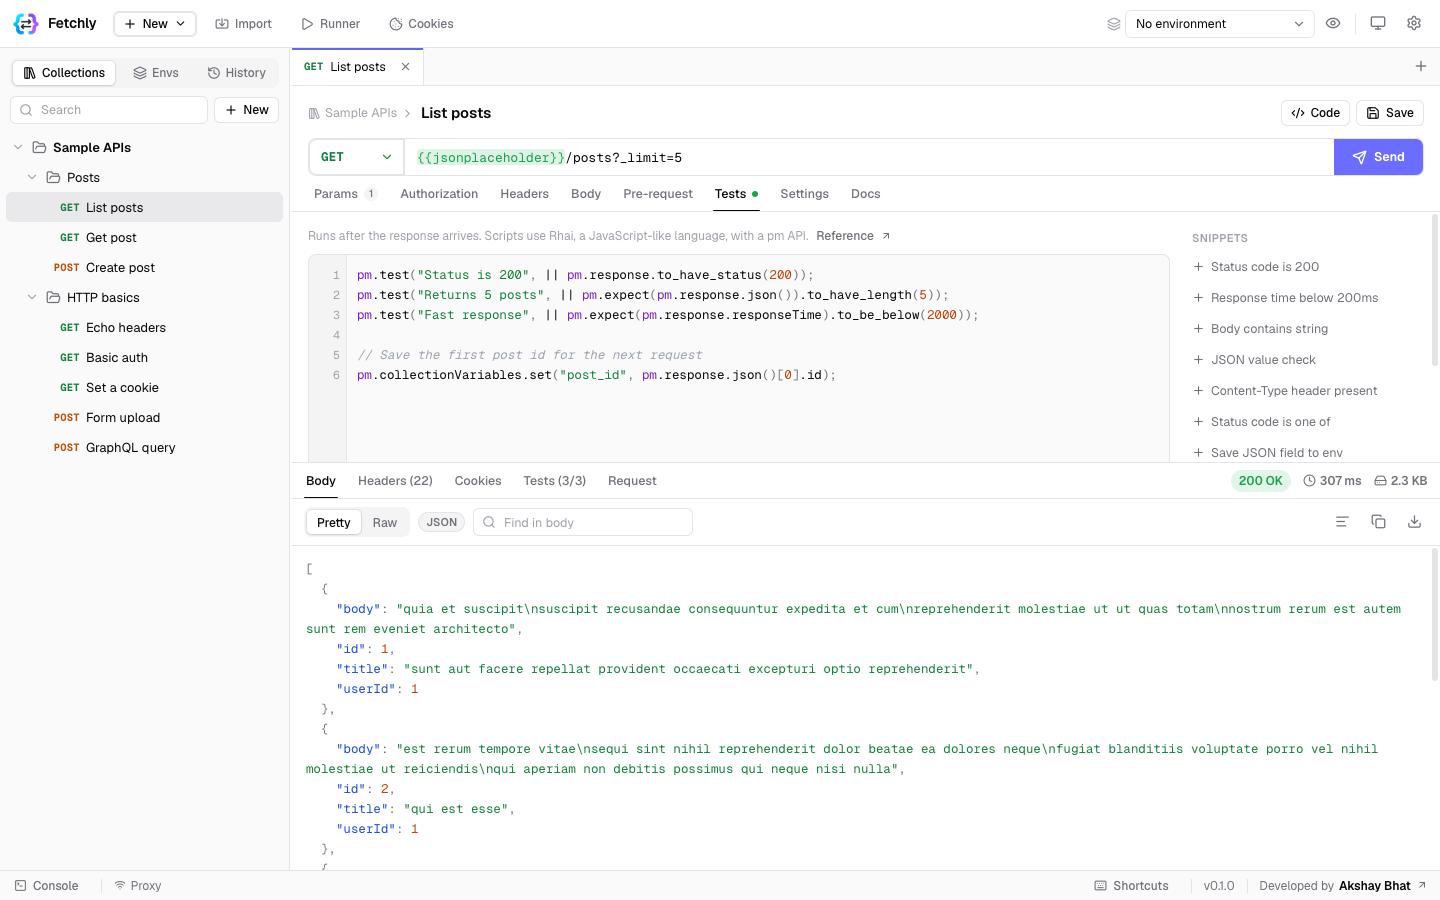 Fetchly
New
Import
Runner
Cookies
No environment
Collections
Envs
History
Search
New
Sample APIs
Posts
GET List posts
GET Get post
POST Create post
HTTP basics
GET Echo headers
GET Basic auth
GET Set a cookie
POST Form upload
POST GraphQL query
GET List posts
Sample APIs > List posts
Code
Save
GET
{{jsonplaceholder}}/posts?_limit=5
Send
Params 1
Authorization
Headers
Body
Pre-request
Tests
Settings
Docs
Runs after the response arrives. Scripts use Rhai, a JavaScript-like language, with a pm API. Reference
1 pm.test("Status is 200", || pm.response.to_have_status(200));
2 pm.test("Returns 5 posts", || pm.expect(pm.response.json()).to_have_length(5));
3 pm.test("Fast response", || pm.expect(pm.response.responseTime).to_be_below(2000));
4
5 // Save the first post id for the next request
6 pm.collectionVariables.set("post_id", pm.response.json()[0].id);
SNIPPETS
Status code is 200
Response time below 200ms
Body contains string
JSON value check
Content-Type header present
Status code is one of
Save JSON field to env
Body
Headers (22)
Cookies
Tests (3/3)
Request
200 OK
307 ms
2.3 KB
Pretty
Raw
JSON
Find in body
[
{
"body": "quia et suscipit\nsuscipit recusandae consequuntur expedita et cum\nreprehenderit molestiae ut ut quas totam\nnostrum rerum est autem
sunt rem eveniet architecto",
"id": 1,
"title": "sunt aut facere repellat provident occaecati excepturi optio reprehenderit",
"userId": 1
},
{
"body": "est rerum tempore vitae\nsequi sint nihil reprehenderit dolor beatae ea dolores neque\nfugiat blanditiis voluptate porro vel nihil
molestiae ut reiciendis\nqui aperiam non debitis possimus qui neque nisi nulla",
"id": 2,
"title": "qui est esse",
"userId": 1
},
{
Console
Proxy
Shortcuts
v0.1.0
Developed by Akshay Bhat